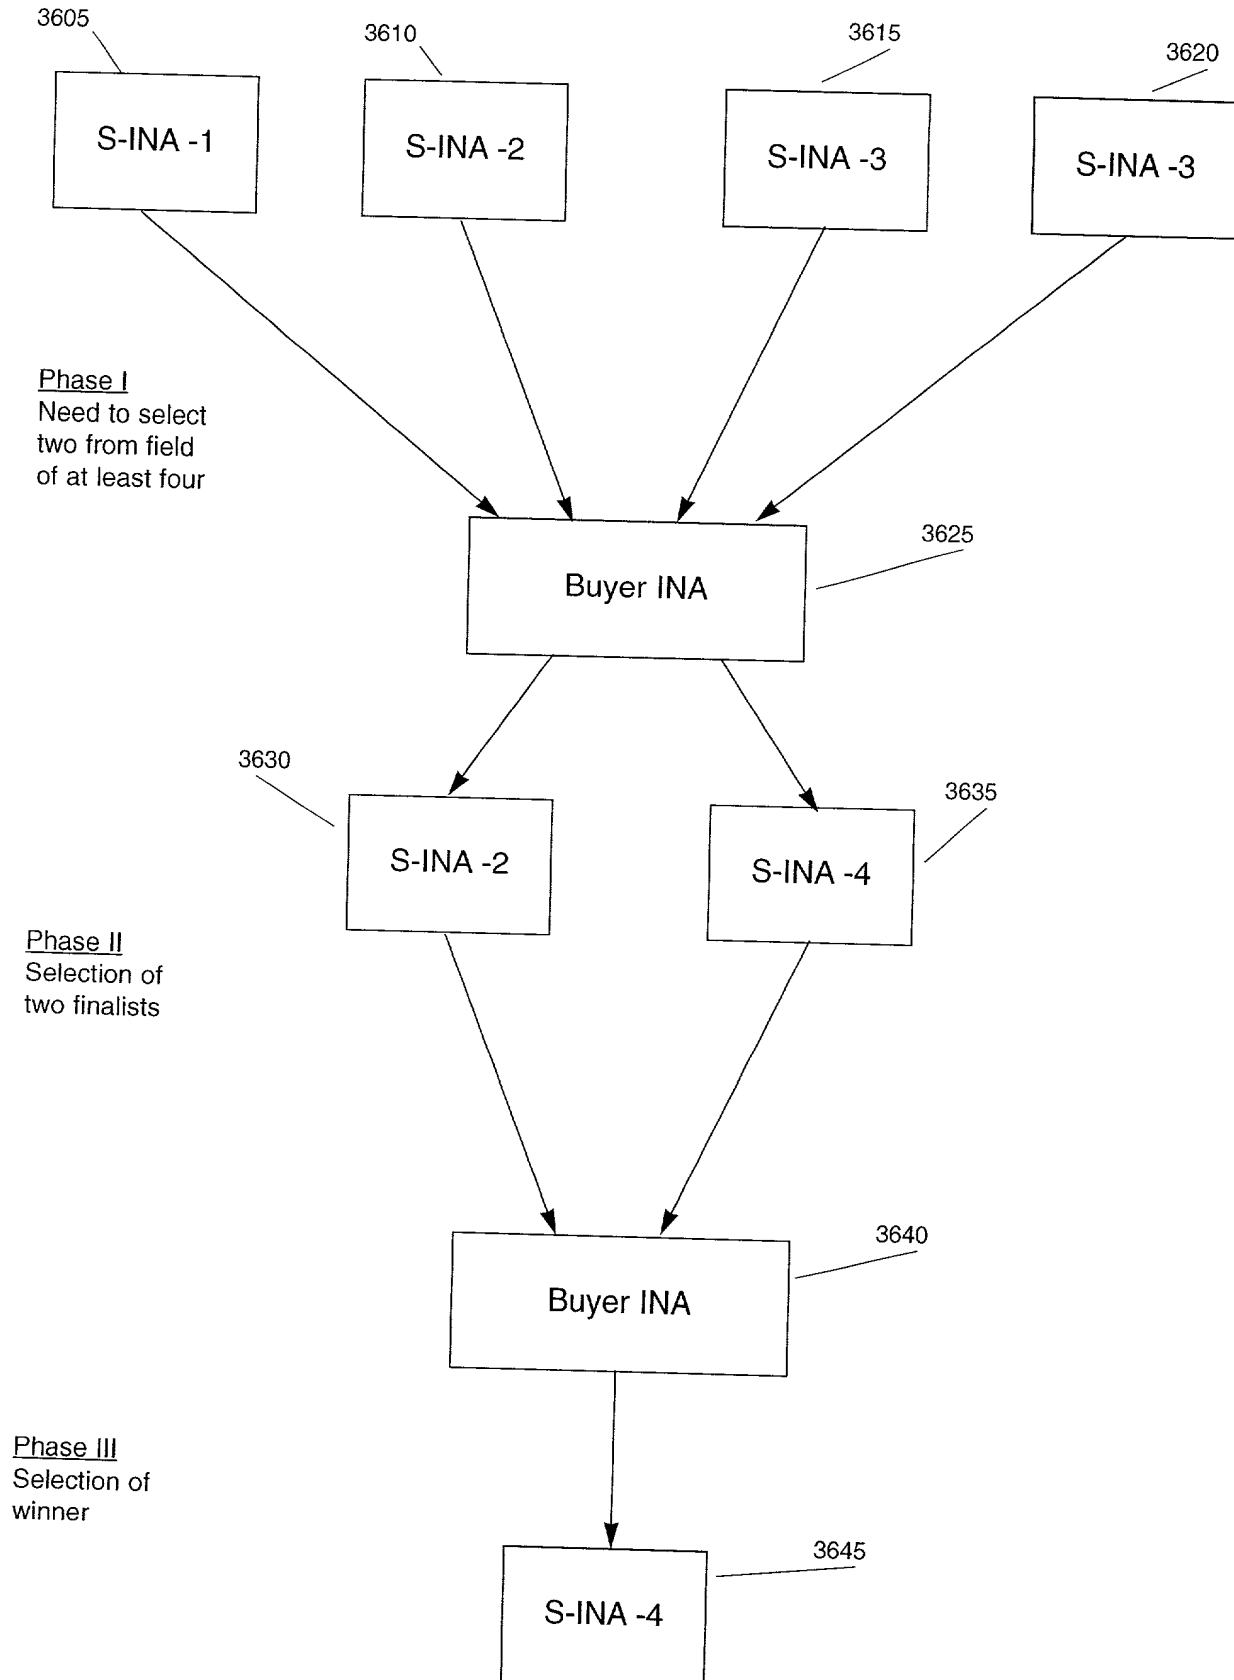 3605
3610
3615
3620
S-INA -1
S-INA -2
S-INA -3
S-INA -3
Phase I
Need to select
two from field
of at least four
3625
Buyer INA
3630
3635
S-INA -2
S-INA -4
Phase II
Selection of
two finalists
3640
Buyer INA
Phase III
Selection of
winner
3645
S-INA -4